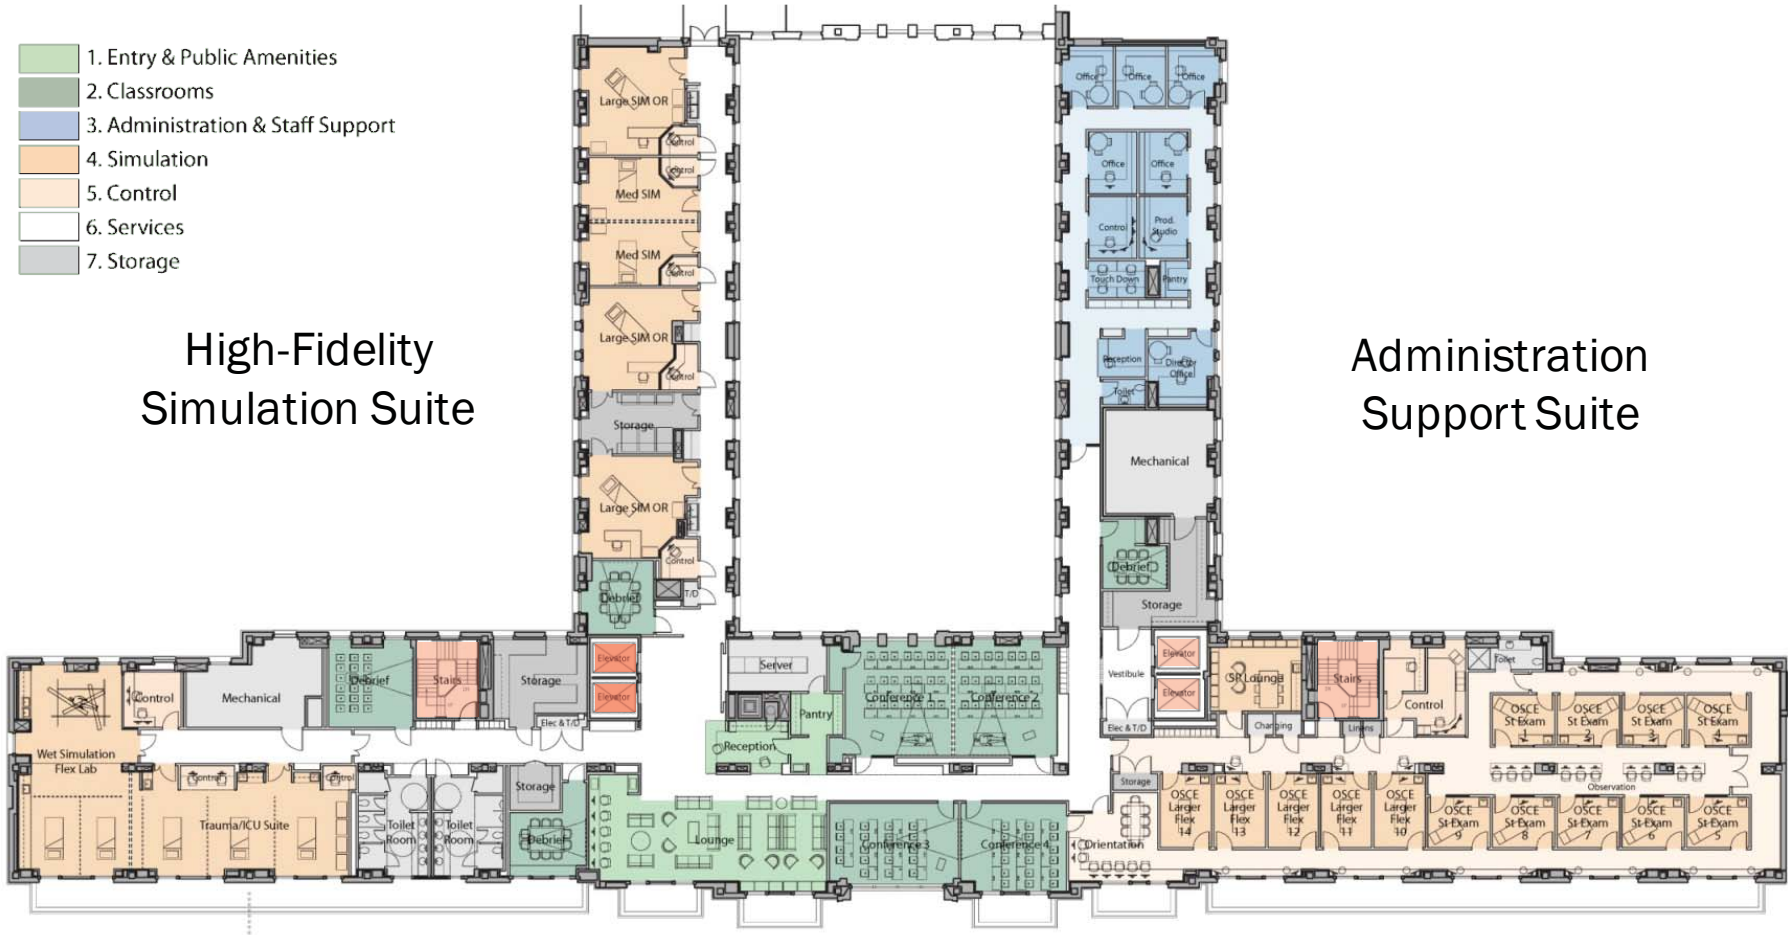 1. Entry & Public Amenities
2. Classrooms
3. Administration & Staff Support
4. Simulation
5. Control
6. Services
7. Storage
High-Fidelity
Simulation Suite
Administration
Support Suite
Large SIM OR
Control
Control
Med SIM
Med SIM
Control
Large SIM OR
Control
Storage
Large SIM OR
Control
Debrief
T/D
Office
Office
Office
Office
Office
Control
Prod.
Studio
Touch Down
Pantry
Reception
Director
Office
Toilet
Mechanical
Debrief
Storage
Vestibule
Elevator
Elevator
Elec & T/D
Wet Simulation
Flex Lab
Control
Mechanical
Debrief
Stairs
Storage
Elec & T/D
Elevator
Elevator
Control
Control
Trauma/ICU Suite
Toilet
Room
Toilet
Room
Storage
Debrief
Server
Pantry
Reception
Lounge
Conference 1
Conference 2
Conference 3
Conference 4
SP Lounge
Changing
Stairs
Linens
Control
Toilet
OSCE
St Exam
1
OSCE
St Exam
2
OSCE
St Exam
3
OSCE
St Exam
4
Observation
Storage
Orientation
OSCE
Larger
Flex
14
OSCE
Larger
Flex
13
OSCE
Larger
Flex
12
OSCE
Larger
Flex
11
OSCE
Larger
Flex
10
OSCE
St Exam
9
OSCE
St Exam
8
OSCE
St Exam
7
OSCE
St Exam
6
OSCE
St Exam
5